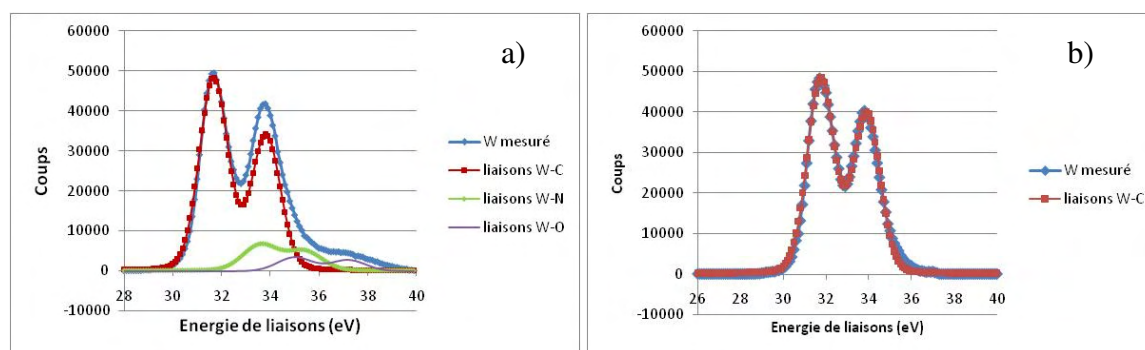 a)
60000
50000
40000
30000
20000
10000
0
-10000
28 30 32 34 36 38 40
Coups
Energie de liaisons (eV)
W mesuré
liaisons W-C
liaisons W-N
liaisons W-O
b)
60000
50000
40000
30000
20000
10000
0
-10000
26 28 30 32 34 36 38 40
Coups
Energie de liaisons (eV)
W mesuré
liaisons W-C